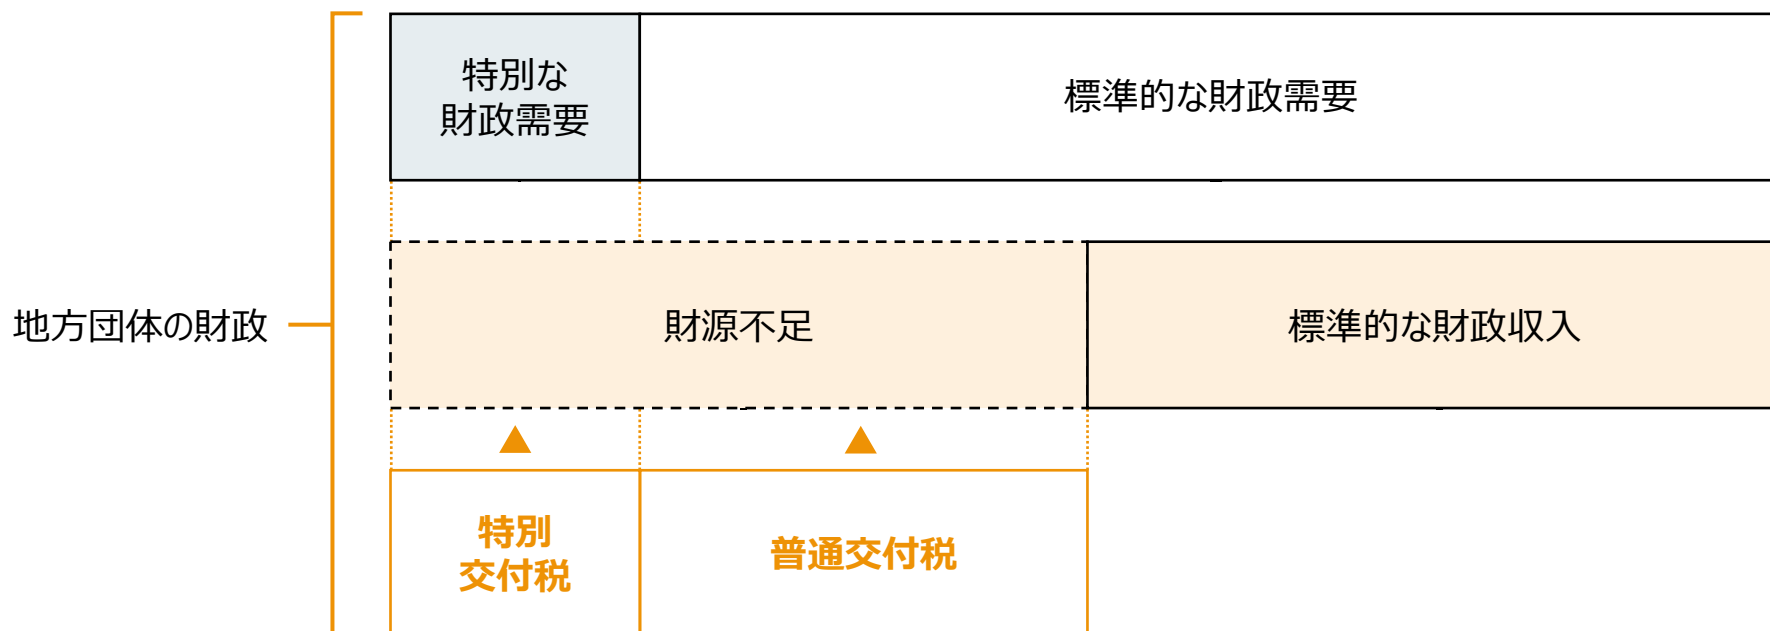 特別な
財政需要
標準的な財政需要
地方団体の財政
財源不足
標準的な財政収入
特別
交付税
普通交付税